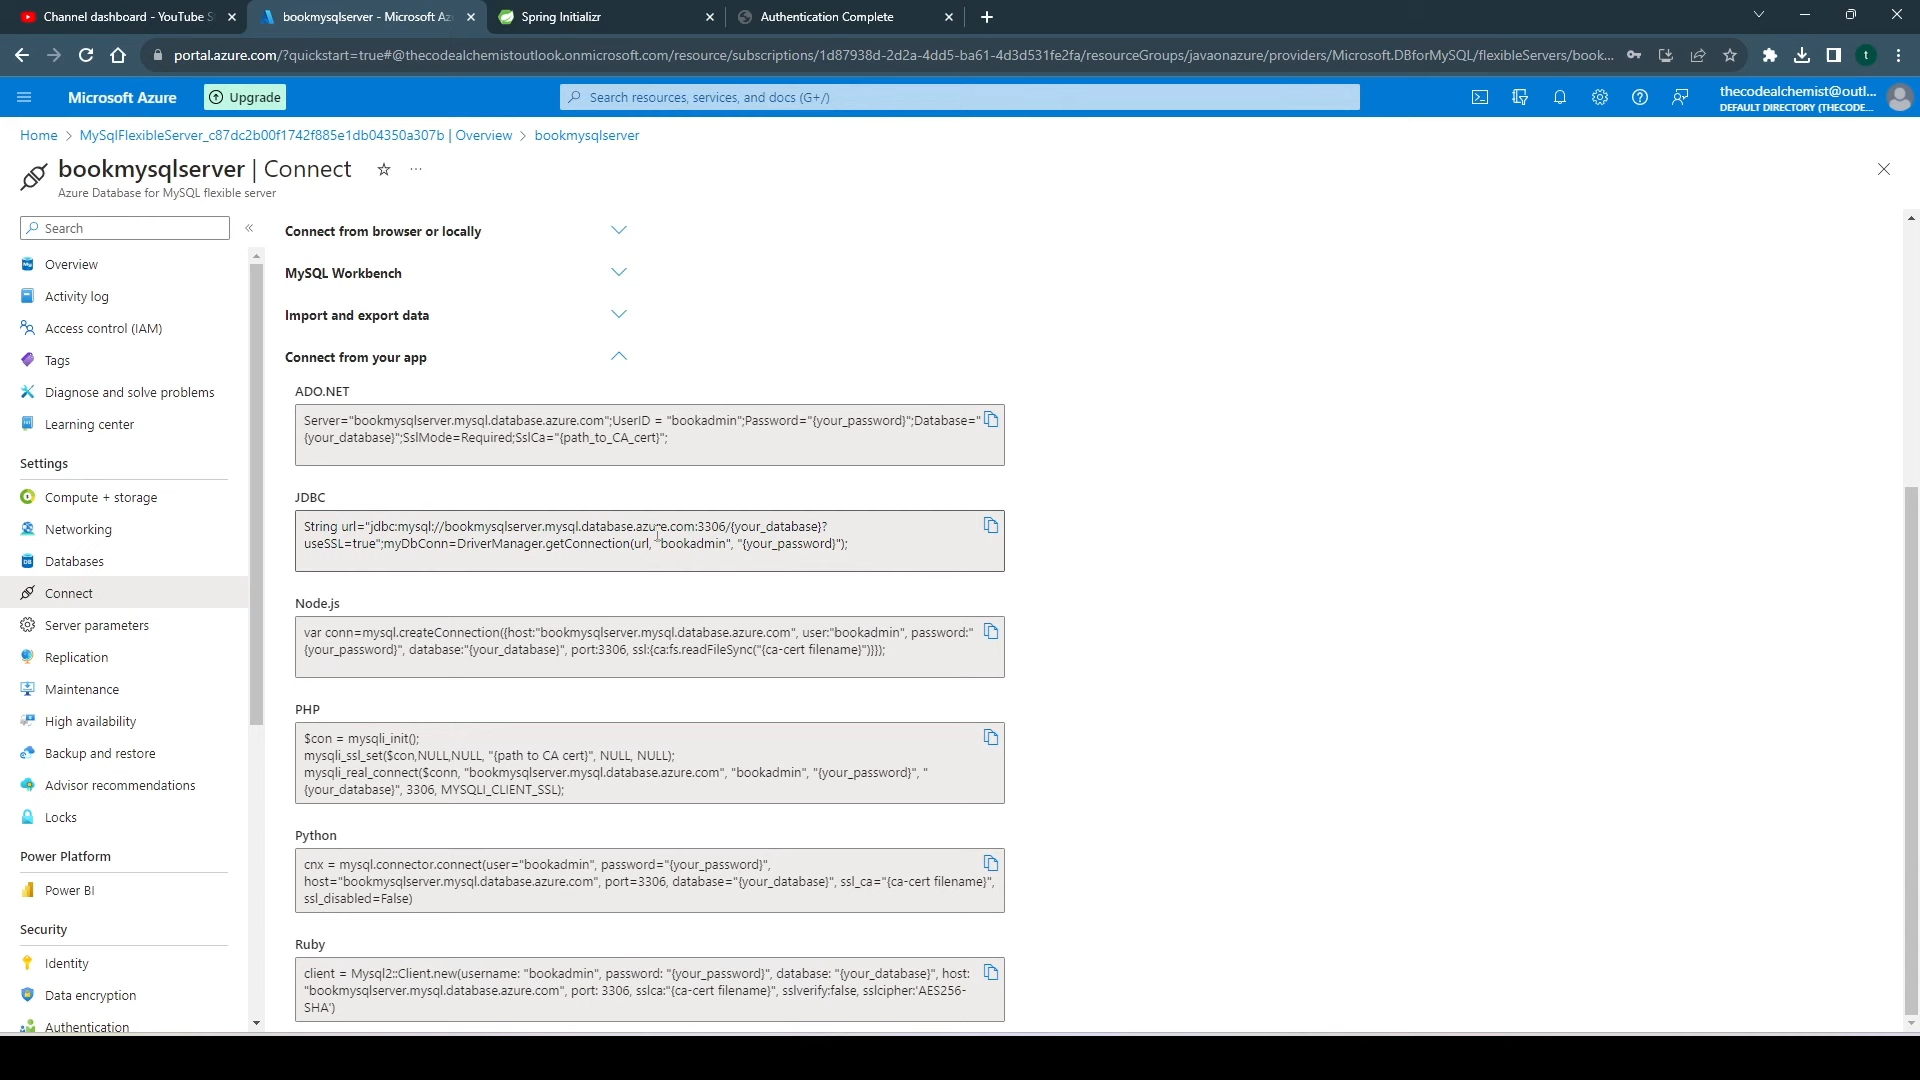 Channel dashboard - YouTube S
bookmysqlserver - Microsoft Az
Spring Initializr
Authentication Complete
portal.azure.com/?quickstart=true#@thecodealchemistoutlook.onmicrosoft.com/resource/subscriptions/1d87938d-2d2a-4dd5-ba61-4d3d531fe2fa/resourceGroups/javaonazure/providers/Microsoft.DBforMySQL/flexibleServers/book...
t
Microsoft Azure
Upgrade
Search resources, services, and docs (G+/)
thecodealchemist@outl...
DEFAULT DIRECTORY (THECODE...
Home > MySqlFlexibleServer_c87dc2b00f1742f885e1db04350a307b | Overview > bookmysqlserver
bookmysqlserver | Connect
Azure Database for MySQL flexible server
Search
Overview
Activity log
Access control (IAM)
Tags
Diagnose and solve problems
Learning center
Settings
Compute + storage
Networking
Databases
Connect
Server parameters
Replication
Maintenance
High availability
Backup and restore
Advisor recommendations
Locks
Power Platform
Power BI
Security
Identity
Data encryption
Authentication
Connect from browser or locally
MySQL Workbench
Import and export data
Connect from your app
ADO.NET
Server="bookmysqlserver.mysql.database.azure.com";UserID = "bookadmin";Password="{your_password}";Database="
{your_database}";SslMode=Required;SslCa="{path_to_CA_cert}";
JDBC
String url="jdbc:mysql://bookmysqlserver.mysql.database.azure.com:3306/{your_database}?
useSSL=true";myDbConn=DriverManager.getConnection(url, "bookadmin", "{your_password}");
Node.js
var conn=mysql.createConnection({host:"bookmysqlserver.mysql.database.azure.com", user:"bookadmin", password:"
{your_password}", database:"{your_database}", port:3306, ssl:{ca:fs.readFileSync("{ca-cert filename}")}});
PHP
$con = mysqli_init();
mysqli_ssl_set($con,NULL,NULL, "{path to CA cert}", NULL, NULL);
mysqli_real_connect($conn, "bookmysqlserver.mysql.database.azure.com", "bookadmin", "{your_password}", "
{your_database}", 3306, MYSQLI_CLIENT_SSL);
Python
cnx = mysql.connector.connect(user="bookadmin", password="{your_password}",
host="bookmysqlserver.mysql.database.azure.com", port=3306, database="{your_database}", ssl_ca="{ca-cert filename}",
ssl_disabled=False)
Ruby
client = Mysql2::Client.new(username: "bookadmin", password: "{your_password}", database: "{your_database}", host:
"bookmysqlserver.mysql.database.azure.com", port: 3306, sslca:"{ca-cert filename}", sslverify:false, sslcipher:'AES256-
SHA')